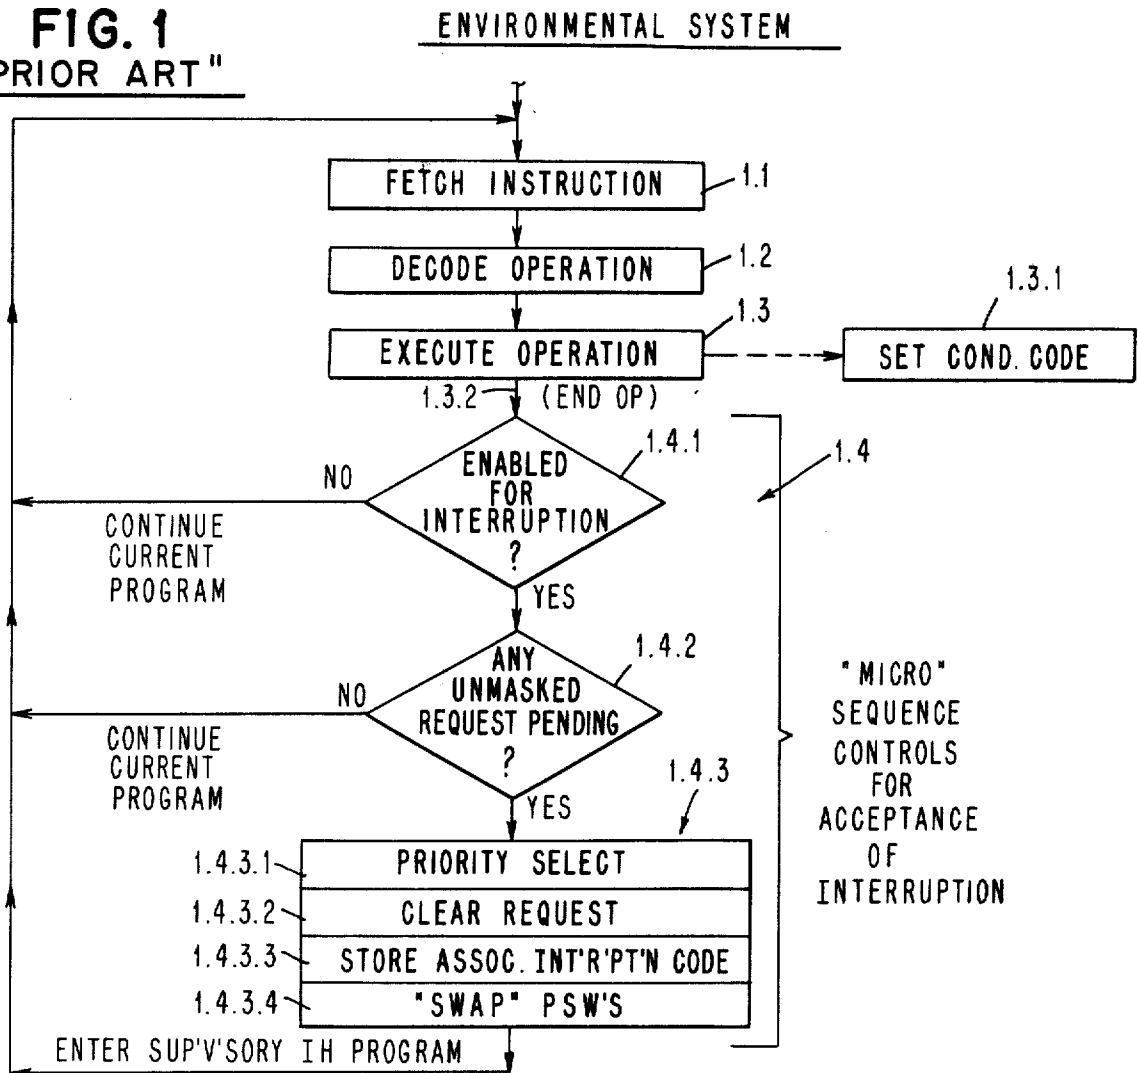 FIG. 1
PRIOR ART"
ENVIRONMENTAL SYSTEM
FETCH INSTRUCTION
1.1
DECODE OPERATION
1.2
EXECUTE OPERATION
1.3
1.3.1
SET COND. CODE
1.3.2
(END OP)
ENABLED
FOR
INTERRUPTION
?
1.4.1
1.4
NO
CONTINUE
CURRENT
PROGRAM
YES
ANY
UNMASKED
REQUEST PENDING
?
1.4.2
NO
CONTINUE
CURRENT
PROGRAM
YES
"MICRO"
SEQUENCE
CONTROLS
FOR
ACCEPTANCE
OF
INTERRUPTION
1.4.3
1.4.3.1
PRIORITY SELECT
1.4.3.2
CLEAR REQUEST
1.4.3.3
STORE ASSOC. INT'R'PT'N CODE
1.4.3.4
"SWAP" PSW'S
ENTER SUP'V'SORY IH PROGRAM